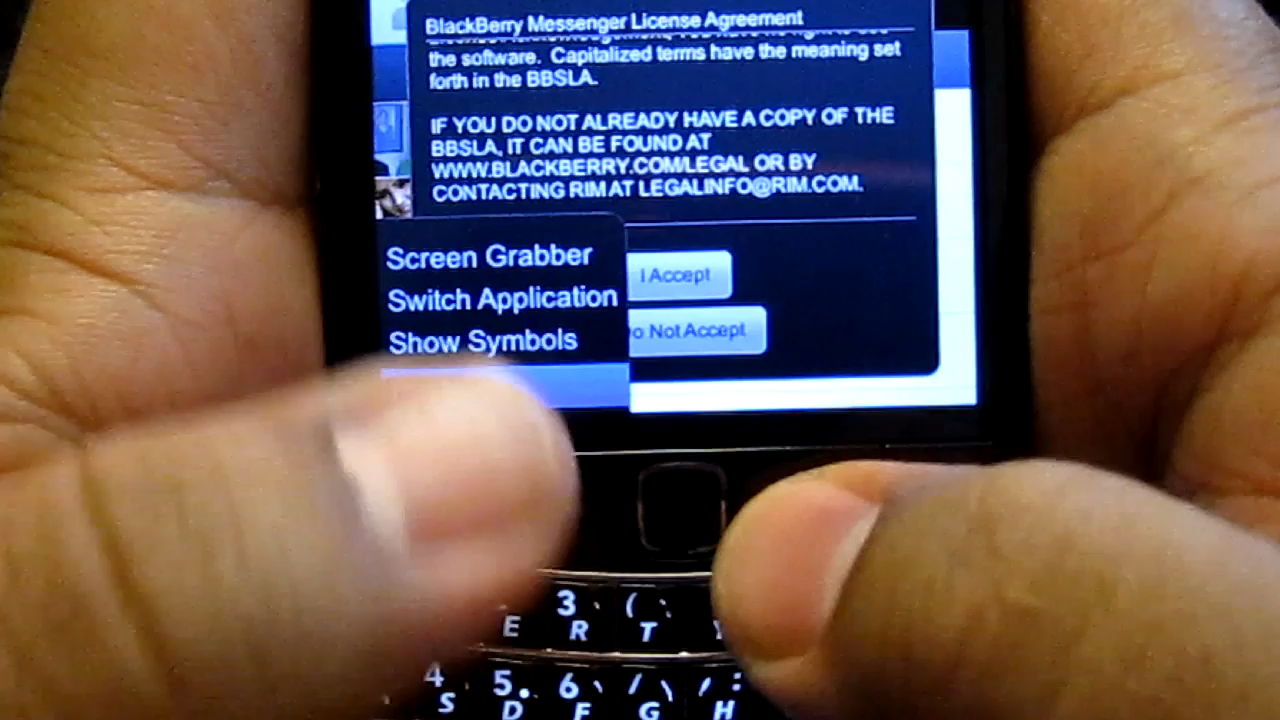 BlackBerry Messenger License Agreement
the software. Capitalized terms have the meaning set
forth in the BBSLA.
IF YOU DO NOT ALREADY HAVE A COPY OF THE
BBSLA, IT CAN BE FOUND AT
WWW.BLACKBERRY.COM/LEGAL OR BY
CONTACTING RIM AT LEGALINFO@RIM.COM.
Screen Grabber
I Accept
Switch Application
Show Symbols
o Not Accept
3 (
E R T
4 5 6 / :
S D F G H